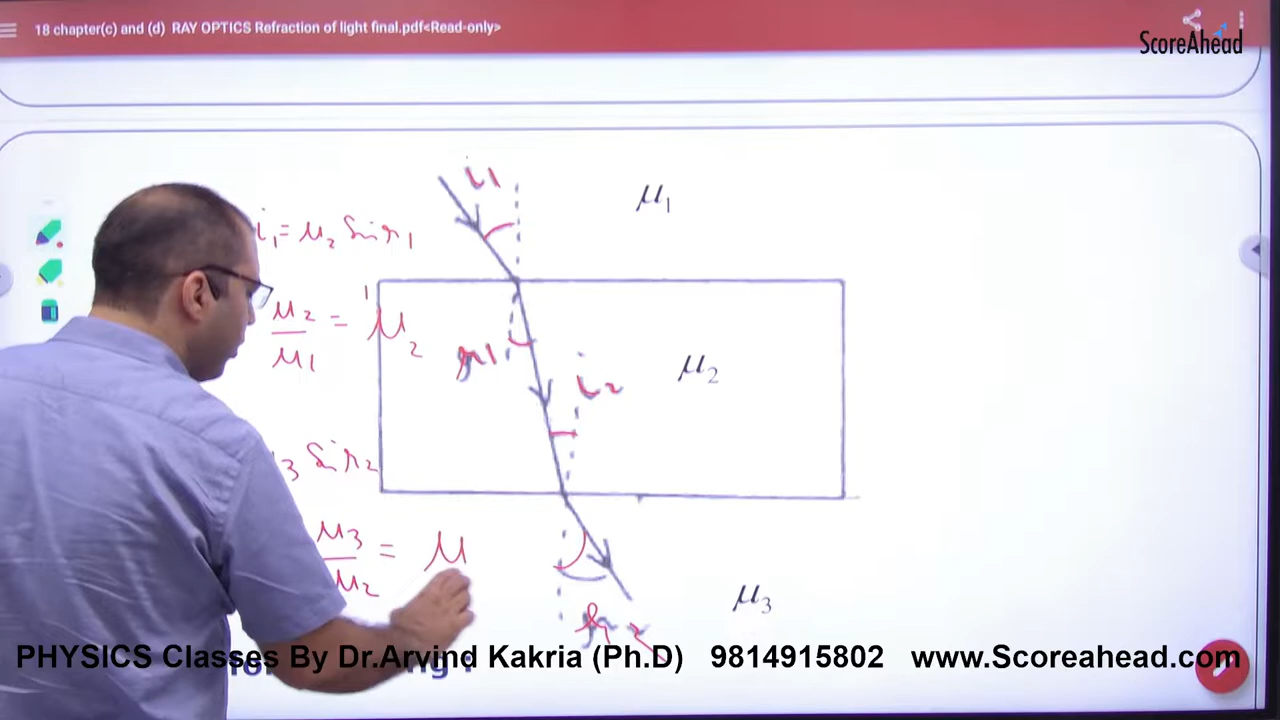 18 chapter(c) and (d) RAY OPTICS Refraction of light final.pdf<Read-only>
ScoreAhead
i1
μ1
i1 = μ2 Sin r1
μ2/μ1 = 1μ2
r1
i2
μ2
μ3 Sin r2
μ3/μ2 = μ
μ3
r2
PHYSICS Classes By Dr.Arvind Kakria (Ph.D) 9814915802 www.Scoreahead.com